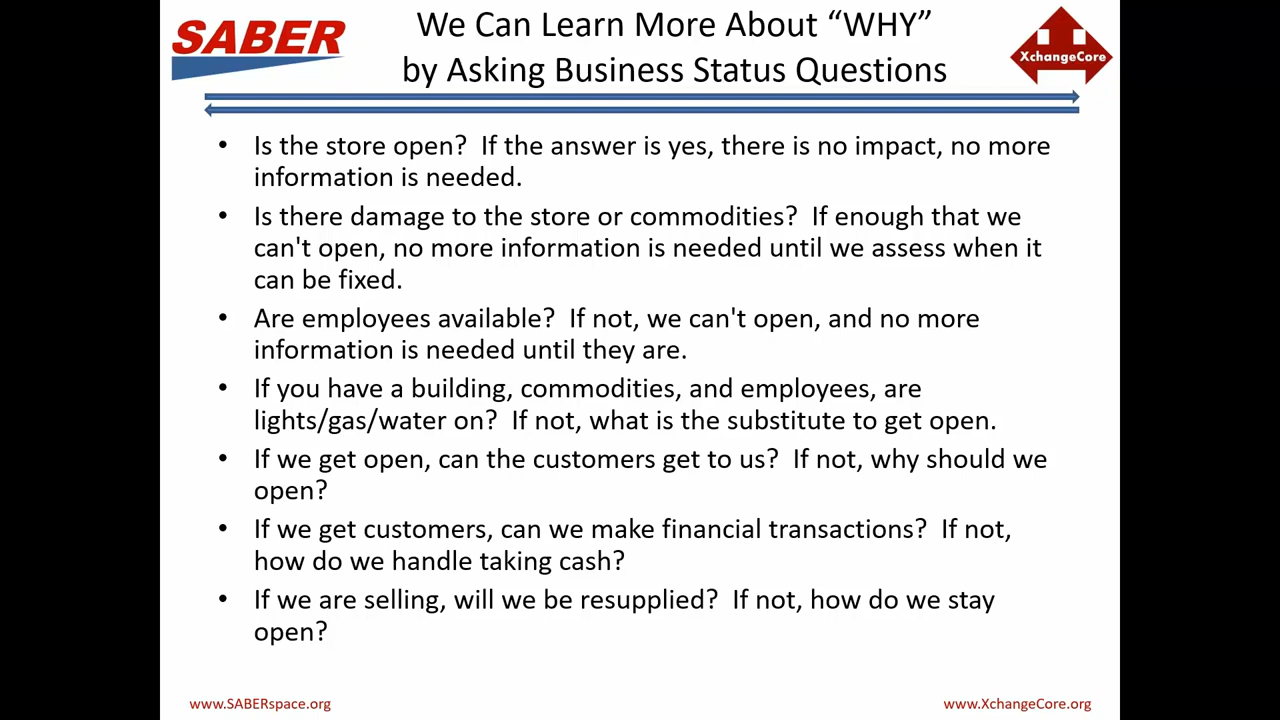 SABER
We Can Learn More About “WHY”
by Asking Business Status Questions
XchangeCore
• Is the store open?  If the answer is yes, there is no impact, no more
information is needed.
• Is there damage to the store or commodities?  If enough that we
can't open, no more information is needed until we assess when it
can be fixed.
• Are employees available?  If not, we can't open, and no more
information is needed until they are.
• If you have a building, commodities, and employees, are
lights/gas/water on?  If not, what is the substitute to get open.
• If we get open, can the customers get to us?  If not, why should we
open?
• If we get customers, can we make financial transactions?  If not,
how do we handle taking cash?
• If we are selling, will we be resupplied?  If not, how do we stay
open?
www.SABERspace.org
www.XchangeCore.org